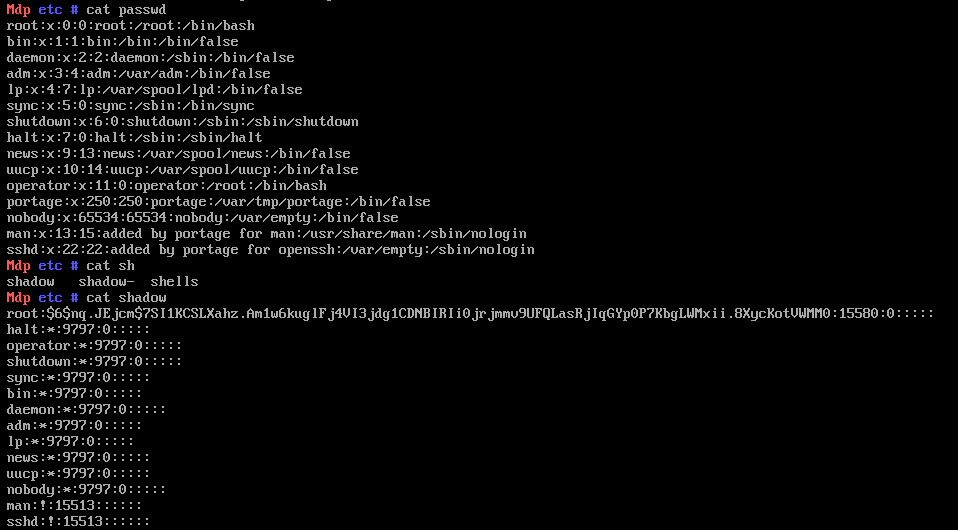 Mdp etc # cat passwd
root:x:0:0:root:/root:/bin/bash
bin:x:1:1:bin:/bin:/bin/false
daemon:x:2:2:daemon:/sbin:/bin/false
adm:x:3:4:adm:/var/adm:/bin/false
lp:x:4:7:lp:/var/spool/lpd:/bin/false
sync:x:5:0:sync:/sbin:/bin/sync
shutdown:x:6:0:shutdown:/sbin:/sbin/shutdown
halt:x:7:0:halt:/sbin:/sbin/halt
news:x:9:13:news:/var/spool/news:/bin/false
uucp:x:10:14:uucp:/var/spool/uucp:/bin/false
operator:x:11:0:operator:/root:/bin/bash
portage:x:250:250:portage:/var/tmp/portage:/bin/false
nobody:x:65534:65534:nobody:/var/empty:/bin/false
man:x:13:15:added by portage for man:/usr/share/man:/sbin/nologin
sshd:x:22:22:added by portage for openssh:/var/empty:/sbin/nologin
Mdp etc # cat sh
shadow   shadow-  shells
Mdp etc # cat shadow
root:$6$nq.JEjcm$7SI1KCSLXahz.Am1w6kuglFj4VI3jdg1CDNBIRIi0jrjmmv9UFQLasRjIqGYp0P7KbgLWMxii.8XycKotVWMM0:15580:0:::::
halt:*:9797:0:::::
operator:*:9797:0:::::
shutdown:*:9797:0:::::
sync:*:9797:0:::::
bin:*:9797:0:::::
daemon:*:9797:0:::::
adm:*:9797:0:::::
lp:*:9797:0:::::
news:*:9797:0:::::
uucp:*:9797:0:::::
nobody:*:9797:0:::::
man:!:15513::::::
sshd:!:15513::::::